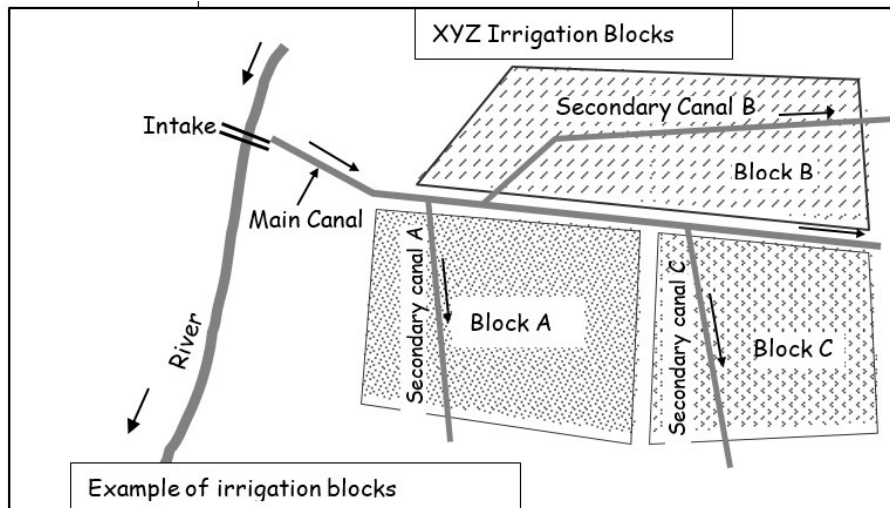 XYZ Irrigation Blocks
Secondary Canal B
Intake
Block B
Main Canal
Secondary canal A
Secondary canal C
Block A
Block C
River
Example of irrigation blocks